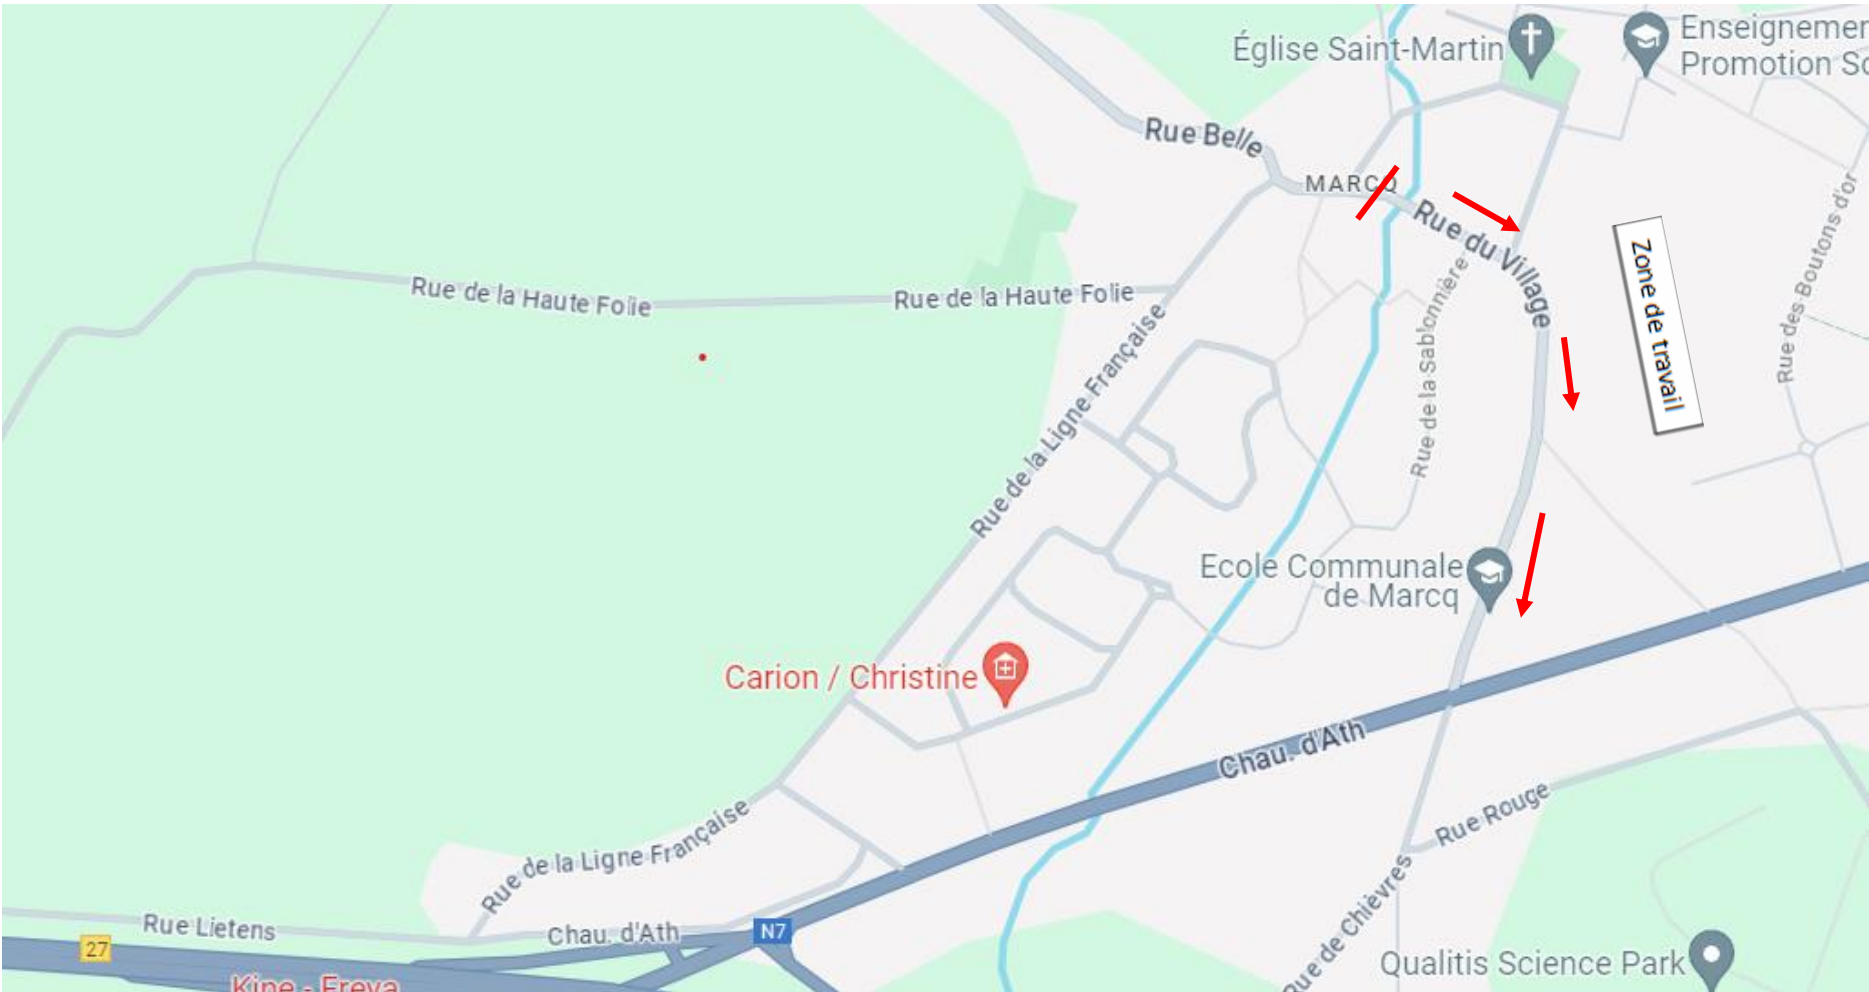 Église Saint-Martin
Enseignemer
Promotion Sc
Rue Belle
MARCQ
Rue du Village
Zone de travail
Rue des Boutons d'or
Rue de la Haute Folie
Rue de la Haute Folie
Rue de la Sablonnière
Rue de la Ligne Française
Ecole Communale
de Marcq
Carion / Christine
Chau. d'Ath
Rue Rouge
Rue de la Ligne Française
Rue de Chièvres
Rue Lietens
Chau. d'Ath
N7
27
Qualitis Science Park
Kine - Freya